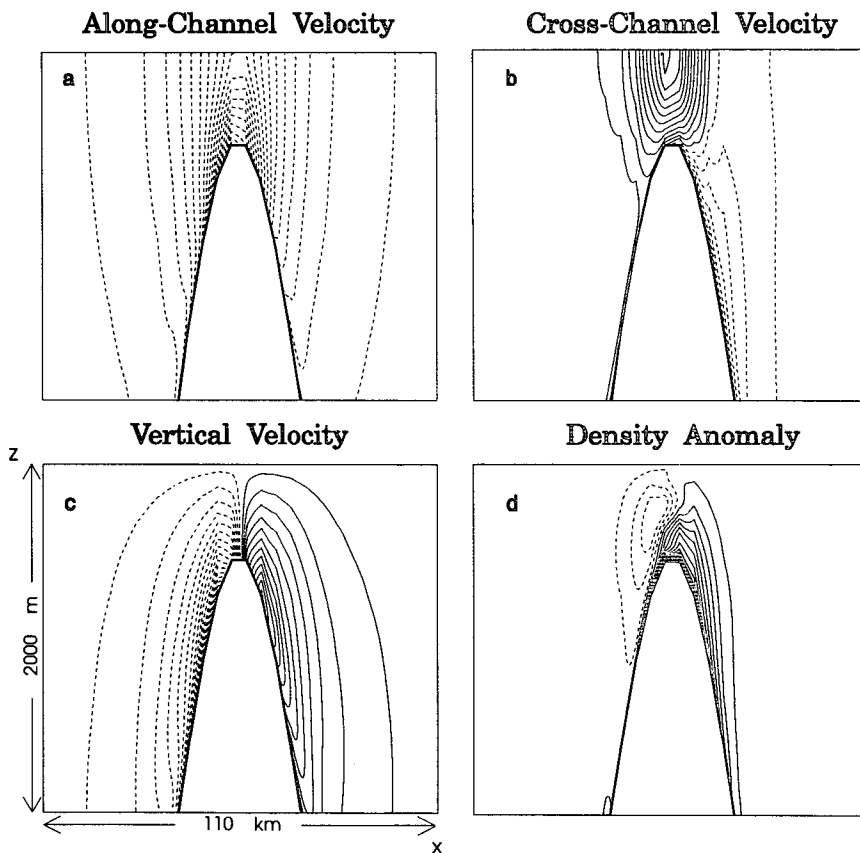 Along-Channel Velocity
Cross-Channel Velocity
a
b
Vertical Velocity
Density Anomaly
z
c
d
2000 m
110 km
x